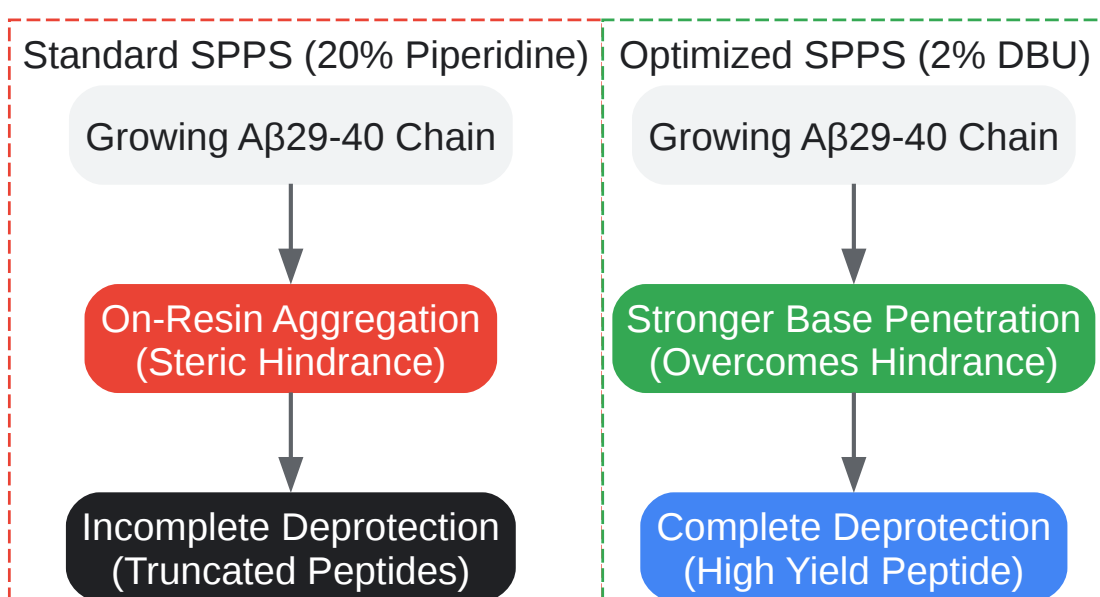 Standard SPPS (20% Piperidine)
Growing Aβ29-40 Chain
On-Resin Aggregation
(Steric Hindrance)
Incomplete Deprotection
(Truncated Peptides)
Optimized SPPS (2% DBU)
Growing Aβ29-40 Chain
Stronger Base Penetration
(Overcomes Hindrance)
Complete Deprotection
(High Yield Peptide)